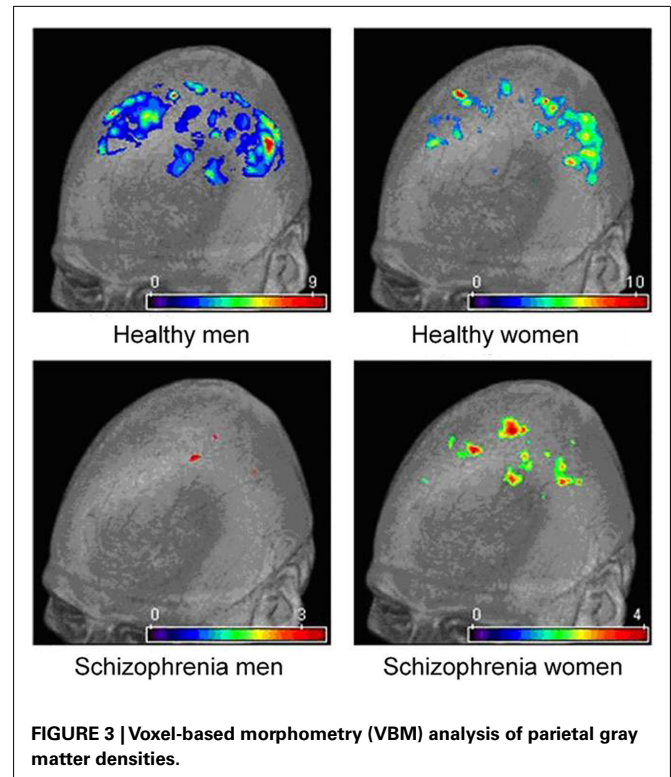 0 9
0 10
Healthy men
Healthy women
0 3
0 4
Schizophrenia men
Schizophrenia women
FIGURE 3 | Voxel-based morphometry (VBM) analysis of parietal gray
matter densities.